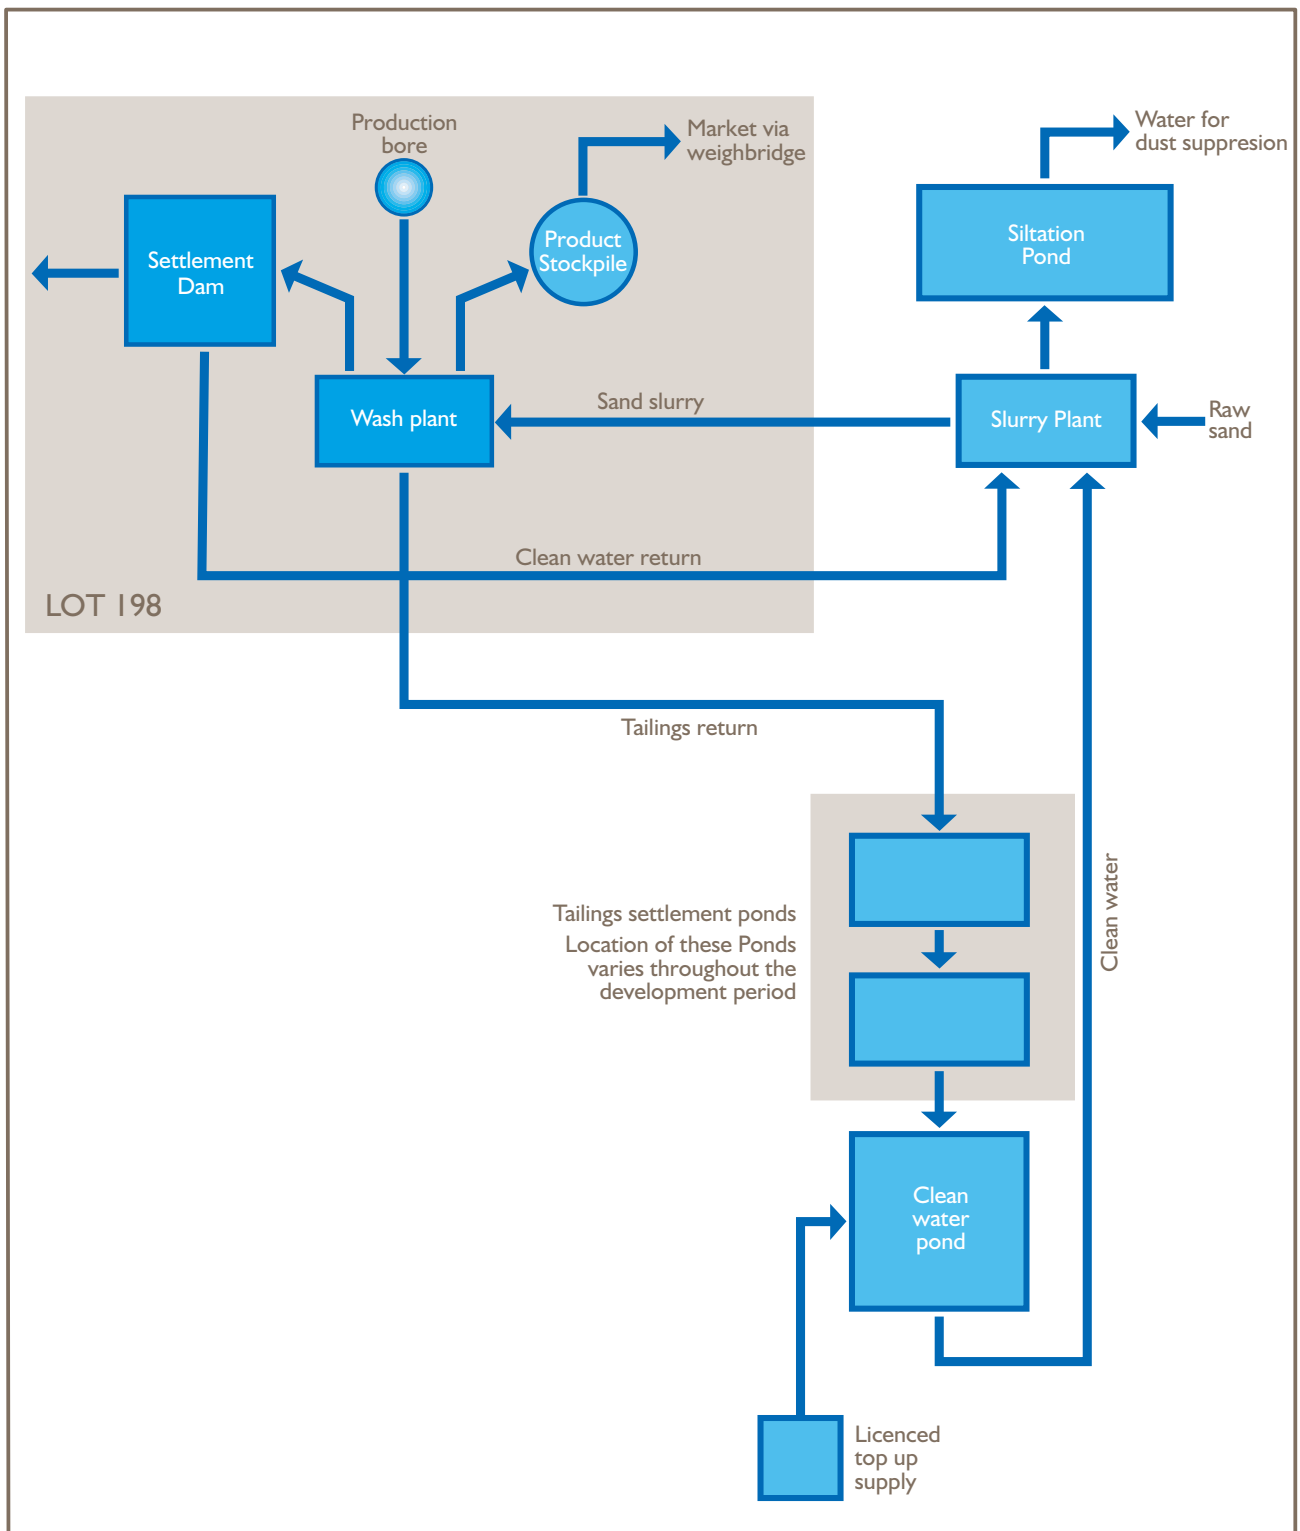 Production
bore
Market via
weighbridge
Water for
dust suppresion
Settlement
Dam
Product
Stockpile
Siltation
Pond
Wash plant
Sand slurry
Slurry Plant
Raw
sand
Clean water return
LOT 198
Tailings return
Tailings settlement ponds
Location of these Ponds
varies throughout the
development period
Clean water
Clean
water
pond
Licenced
top up
supply